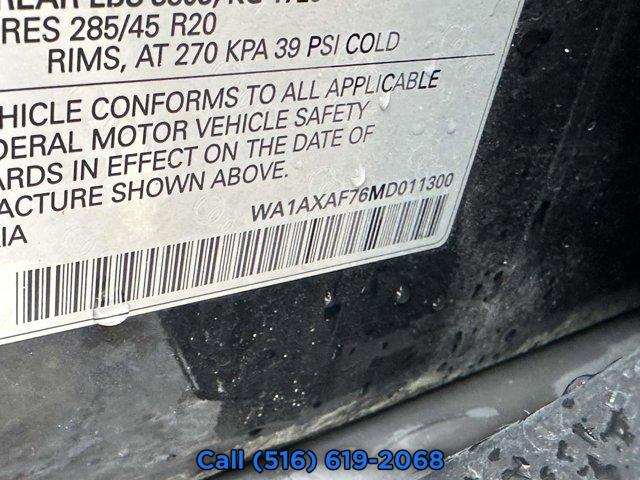 RES 285/45 R20
RIMS, AT 270 KPA 39 PSI COLD
HICLE CONFORMS TO ALL APPLICABLE
DERAL MOTOR VEHICLE SAFETY
ARDS IN EFFECT ON THE DATE OF
ACTURE SHOWN ABOVE.
WA1AXAF76MD011300
IA
Call (516) 619-2068